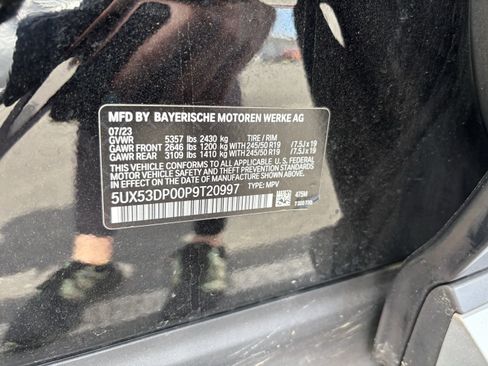 MFD BY BAYERISCHE MOTOREN WERKE AG
07/23
GVWR 5357 lbs 2430 kg TIRE / RIM
GAWR FRONT 2646 lbs 1200 kg WITH 245/50 R19 /7.5J x 19
GAWR REAR 3109 lbs 1410 kg WITH 245/50 R19 /7.5J x 19
THIS VEHICLE CONFORMS TO ALL APPLICABLE U.S. FEDERAL
MOTOR VEHICLE SAFETY, BUMPER, AND THEFT PREVENTION
STANDARDS IN EFFECT ON THE DATE OF MANUFACTURE SHOWN ABOVE.
5UX53DP00P9T20997 TYPE: MPV
475M